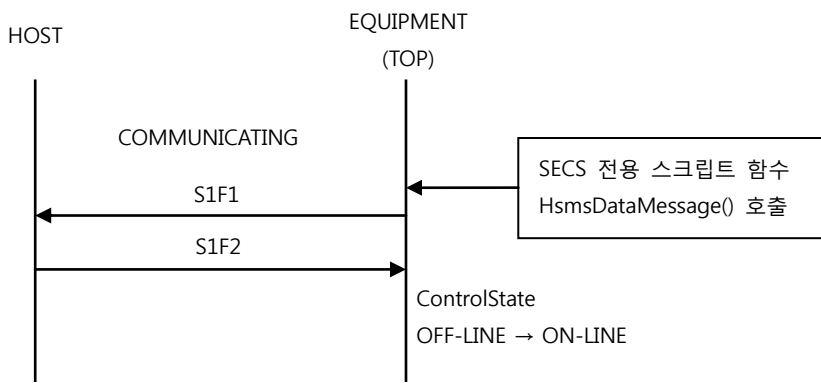 HOST
EQUIPMENT
(TOP)
COMMUNICATING
SECS 전용 스크립트 함수
HsmsDataMessage() 호출
S1F1
S1F2
ControlState
OFF-LINE → ON-LINE